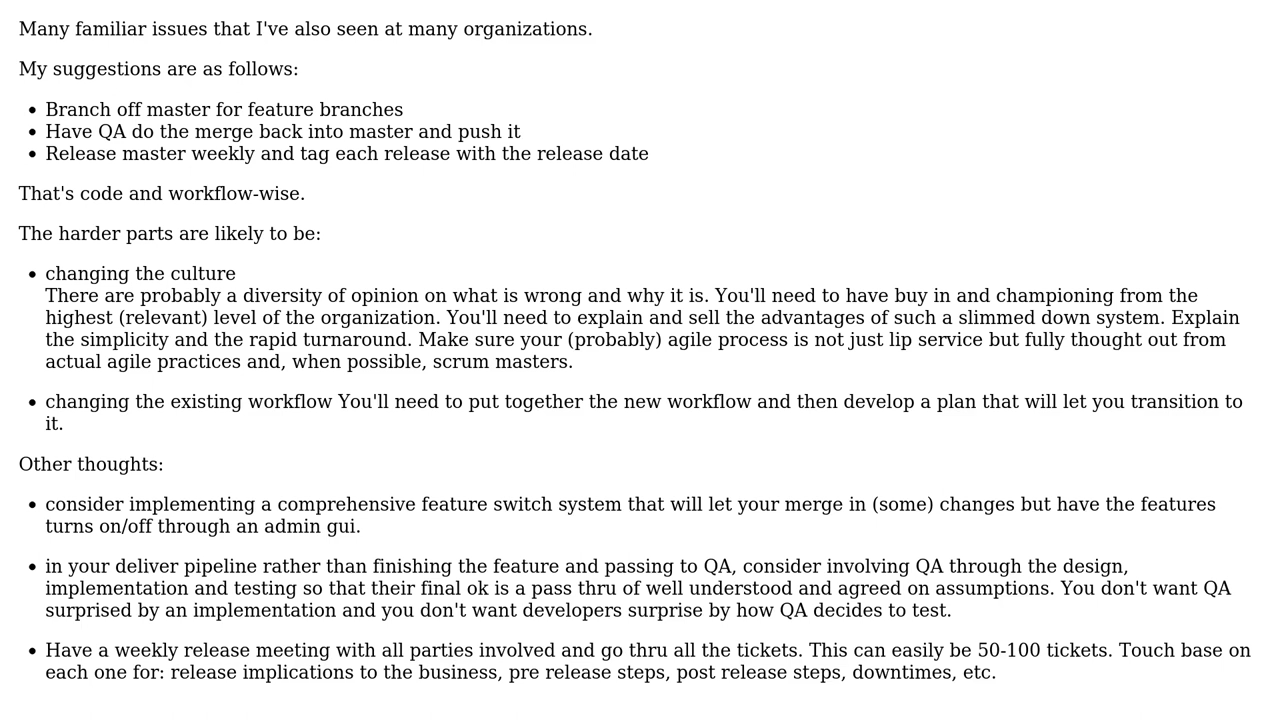 Many familiar issues that I've also seen at many organizations.
My suggestions are as follows:
• Branch off master for feature branches
• Have QA do the merge back into master and push it
• Release master weekly and tag each release with the release date
That's code and workflow-wise.
The harder parts are likely to be:
• changing the culture
There are probably a diversity of opinion on what is wrong and why it is. You'll need to have buy in and championing from the
highest (relevant) level of the organization. You'll need to explain and sell the advantages of such a slimmed down system. Explain
the simplicity and the rapid turnaround. Make sure your (probably) agile process is not just lip service but fully thought out from
actual agile practices and, when possible, scrum masters.
• changing the existing workflow You'll need to put together the new workflow and then develop a plan that will let you transition to
it.
Other thoughts:
• consider implementing a comprehensive feature switch system that will let your merge in (some) changes but have the features
turns on/off through an admin gui.
• in your deliver pipeline rather than finishing the feature and passing to QA, consider involving QA through the design,
implementation and testing so that their final ok is a pass thru of well understood and agreed on assumptions. You don't want QA
surprised by an implementation and you don't want developers surprise by how QA decides to test.
• Have a weekly release meeting with all parties involved and go thru all the tickets. This can easily be 50-100 tickets. Touch base on
each one for: release implications to the business, pre release steps, post release steps, downtimes, etc.